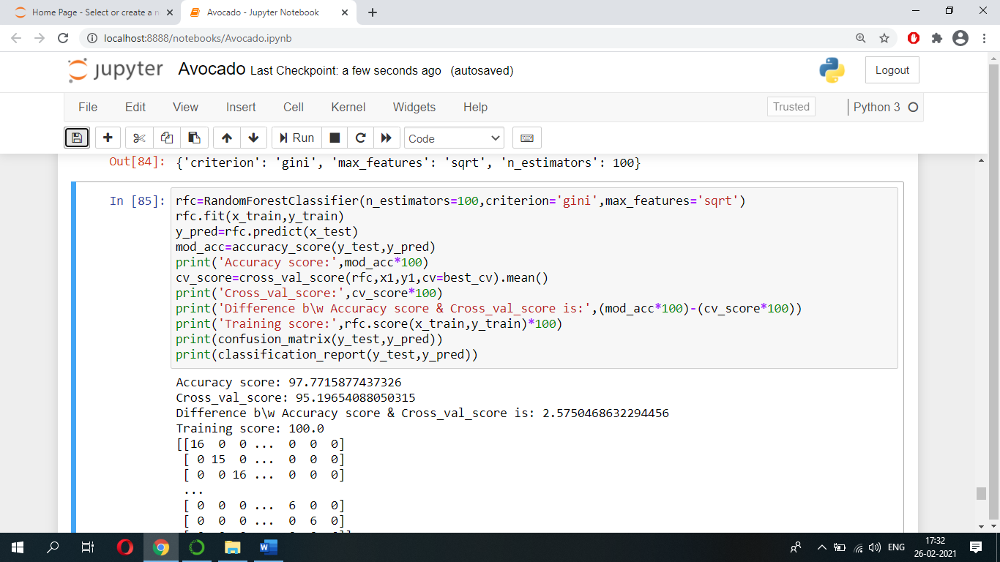 Home Page - Select or create a n
Avocado - Jupyter Notebook
localhost:8888/notebooks/Avocado.ipynb
jupyter Avocado Last Checkpoint: a few seconds ago (autosaved)
Logout
File Edit View Insert Cell Kernel Widgets Help
Trusted
Python 3
Run
Code
Out[84]: {'criterion': 'gini', 'max_features': 'sqrt', 'n_estimators': 100}
In [85]: rfc=RandomForestClassifier(n_estimators=100,criterion='gini',max_features='sqrt')
rfc.fit(x_train,y_train)
y_pred=rfc.predict(x_test)
mod_acc=accuracy_score(y_test,y_pred)
print('Accuracy score:',mod_acc*100)
cv_score=cross_val_score(rfc,x1,y1,cv=best_cv).mean()
print('Cross_val_score:',cv_score*100)
print('Difference b\w Accuracy score & Cross_val_score is:',(mod_acc*100)-(cv_score*100))
print('Training score:',rfc.score(x_train,y_train)*100)
print(confusion_matrix(y_test,y_pred))
print(classification_report(y_test,y_pred))
Accuracy score: 97.7715877437326
Cross_val_score: 95.19654088050315
Difference b\w Accuracy score & Cross_val_score is: 2.5750468632294456
Training score: 100.0
[[16 0 0 ... 0 0 0]
[ 0 15 0 ... 0 0 0]
[ 0 0 16 ... 0 0 0]
...
[ 0 0 0 ... 6 0 0]
[ 0 0 0 ... 0 6 0]
ENG
17:32
26-02-2021